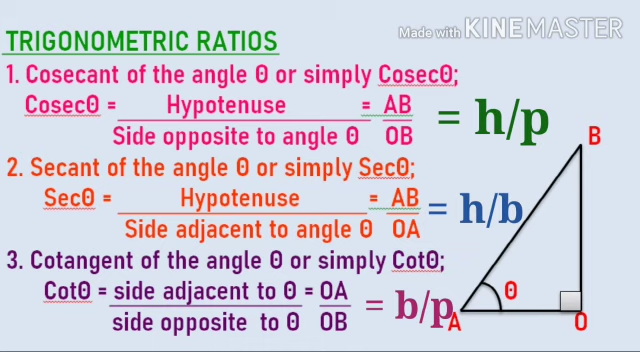 Made with KINEMASTER
TRIGONOMETRIC RATIOS
1. Cosecant of the angle θ or simply Cosecθ;
Cosecθ = Hypotenuse = AB = h/p
Side opposite to angle θ OB
2. Secant of the angle θ or simply Secθ;
Secθ = Hypotenuse = AB = h/b
Side adjacent to angle θ OA
3. Cotangent of the angle θ or simply Cotθ;
Cotθ = side adjacent to θ = OA = b/p
side opposite to θ OB
B
θ
A
O